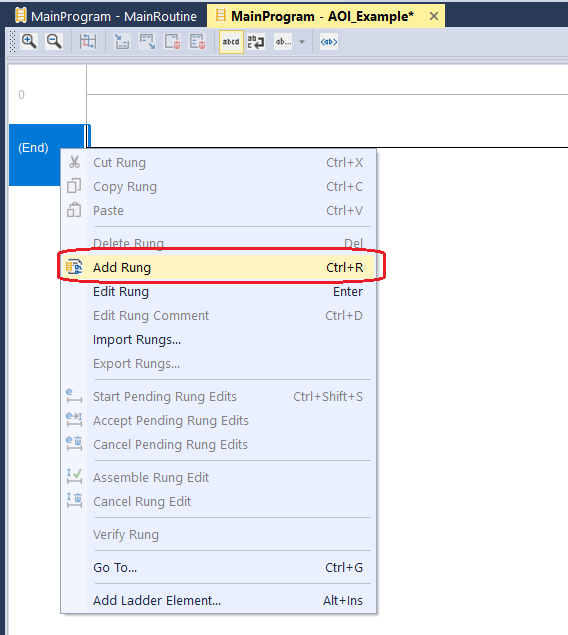 MainProgram - MainRoutine
MainProgram - AOI_Example*
abcd
ab
c
ab...
<ab>
0
(End)
Cut Rung Ctrl+X
Copy Rung Ctrl+C
Paste Ctrl+V
Delete Rung Del
Add Rung Ctrl+R
Edit Rung Enter
Edit Rung Comment Ctrl+D
Import Rungs...
Export Rungs...
Start Pending Rung Edits Ctrl+Shift+S
Accept Pending Rung Edits
Cancel Pending Rung Edits
Assemble Rung Edit
Cancel Rung Edit
Verify Rung
Go To... Ctrl+G
Add Ladder Element... Alt+Ins